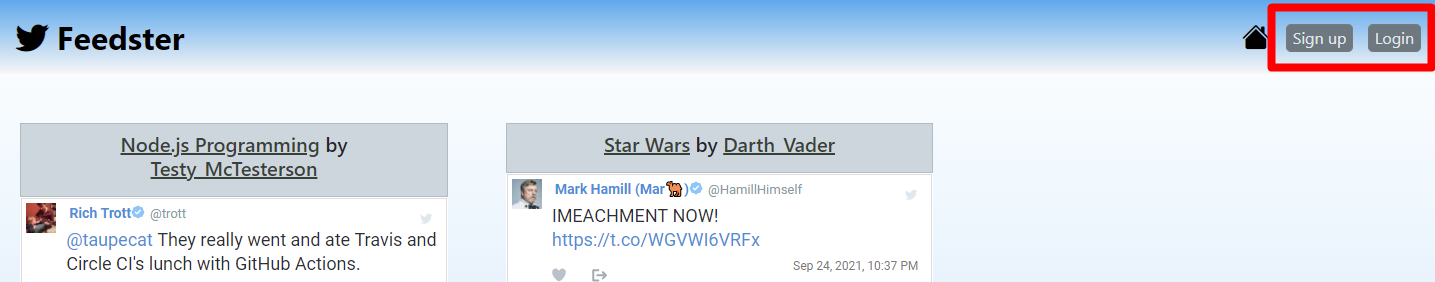 Feedster
Sign up Login
Node.js Programming by
Testy_McTesterson
Rich Trott @trott
@taupecat They really went and ate Travis and
Circle CI's lunch with GitHub Actions.
Star Wars by Darth_Vader
Mark Hamill (Mar🐪) @HamillHimself
IMEACHMENT NOW!
https://t.co/WGVWI6VRFx
Sep 24, 2021, 10:37 PM